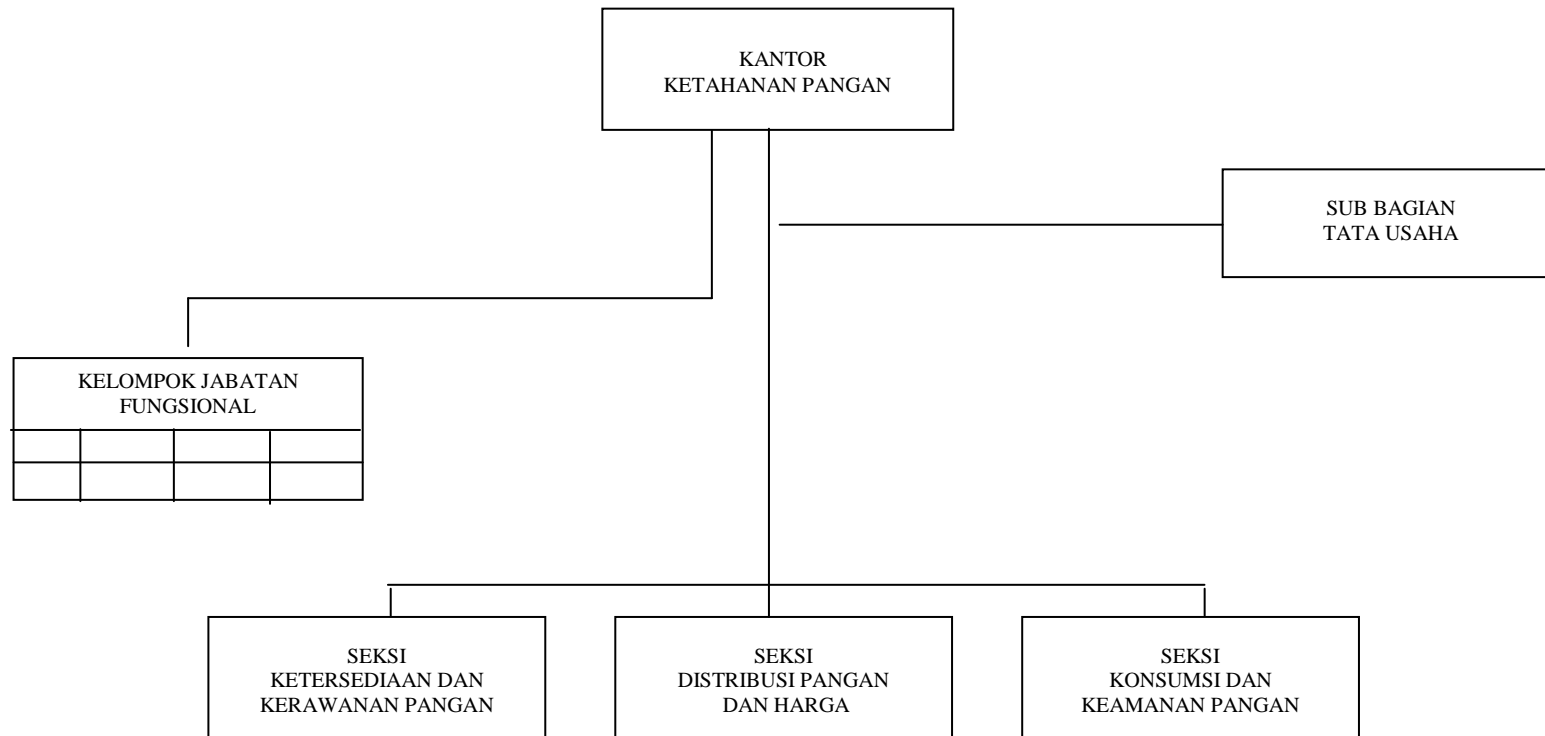 KANTOR
KETAHANAN PANGAN
SUB BAGIAN
TATA USAHA
KELOMPOK JABATAN
FUNGSIONAL
SEKSI
KETERSEDIAAN DAN
KERAWANAN PANGAN
SEKSI
DISTRIBUSI PANGAN
DAN HARGA
SEKSI
KONSUMSI DAN
KEAMANAN PANGAN